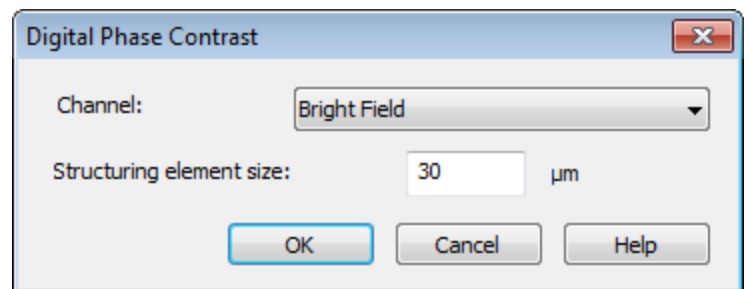 Digital Phase Contrast
Channel: Bright Field
Structuring element size: 30 µm
OK Cancel Help